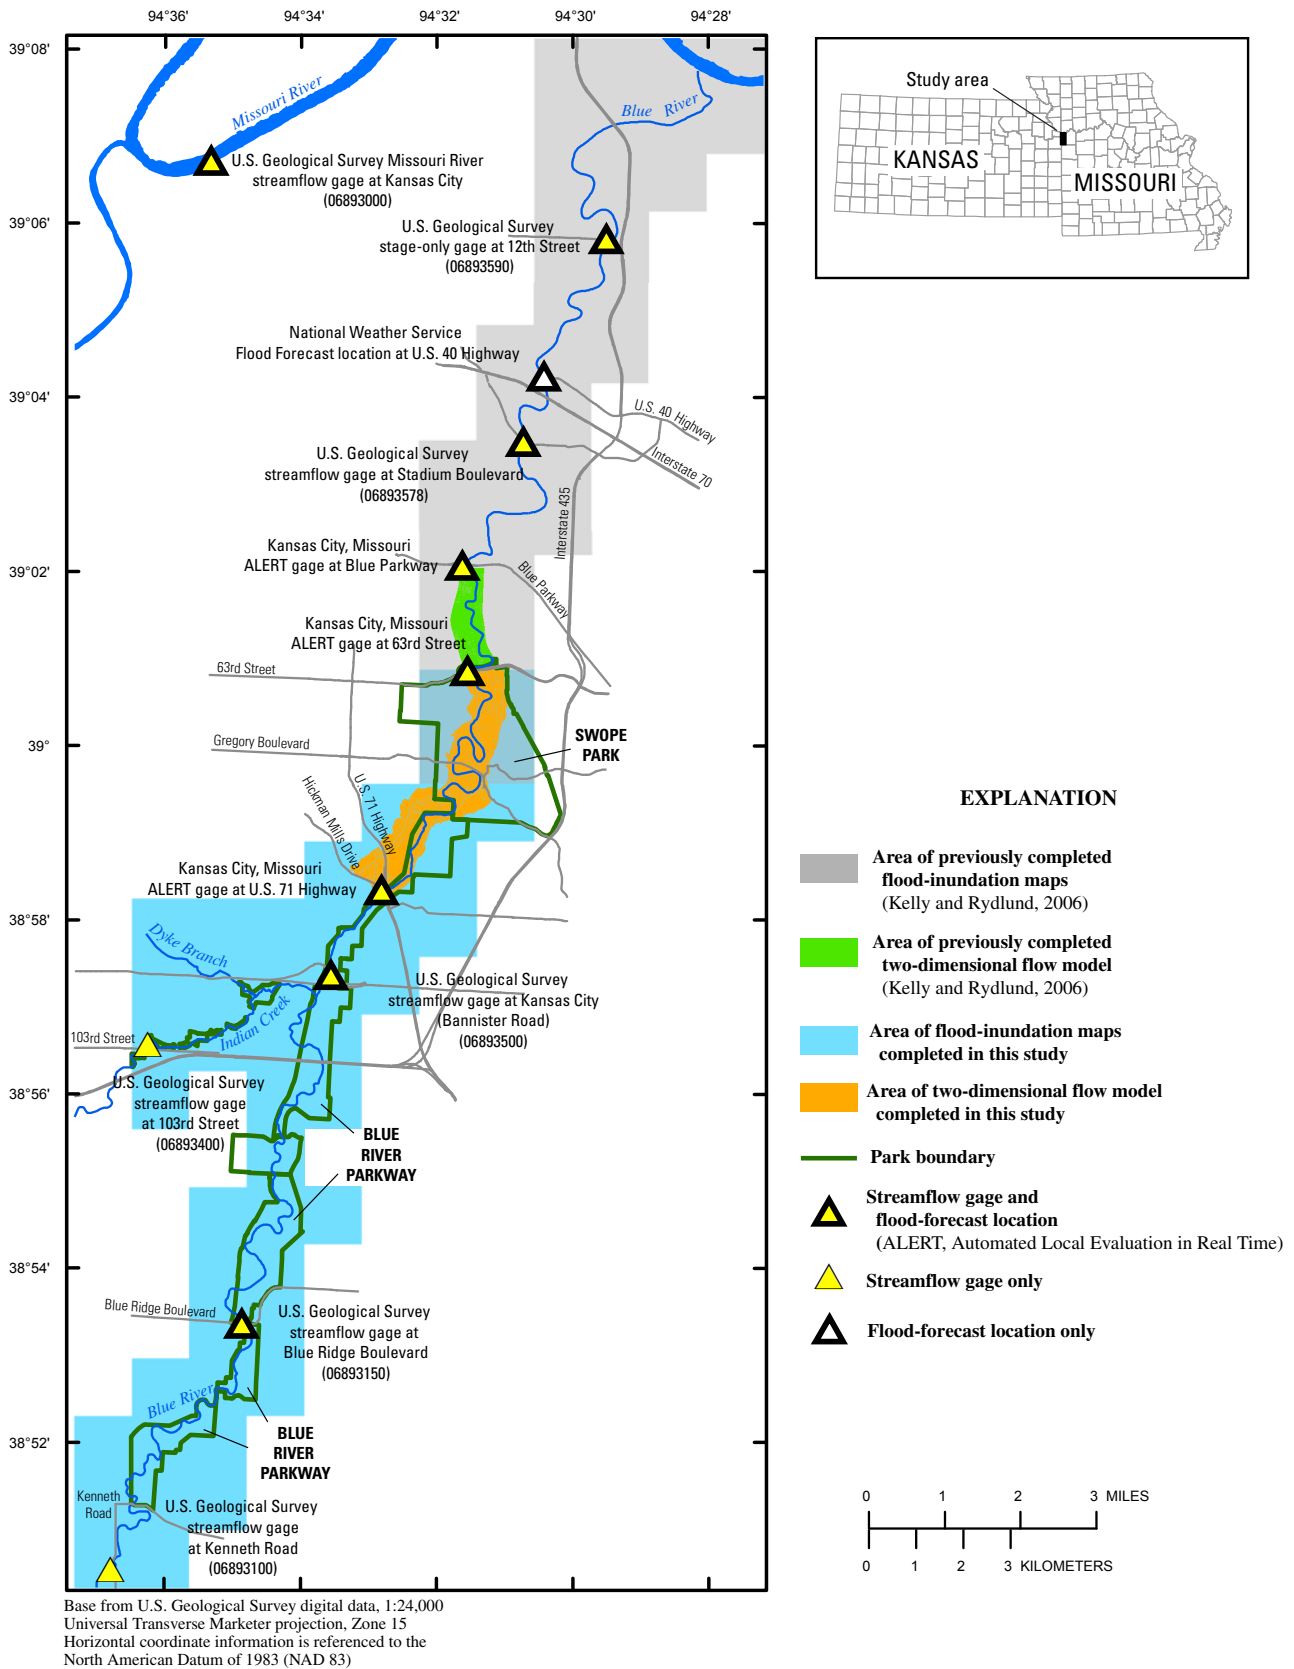 94°36'
94°34'
94°32'
94°30'
94°28'
39°08'
39°06'
39°04'
39°02'
39°
38°58'
38°56'
38°54'
38°52'
Missouri River
Blue River
U.S. Geological Survey Missouri River
streamflow gage at Kansas City
(06893000)
U.S. Geological Survey
stage-only gage at 12th Street
(06893590)
National Weather Service
Flood Forecast location at U.S. 40 Highway
U.S. 40 Highway
Interstate 70
U.S. Geological Survey
streamflow gage at Stadium Boulevard
(06893578)
Interstate 435
Kansas City, Missouri
ALERT gage at Blue Parkway
Blue Parkway
Kansas City, Missouri
ALERT gage at 63rd Street
63rd Street
Gregory Boulevard
SWOPE
PARK
Hickman Mills Drive
U.S. 71 Highway
Kansas City, Missouri
ALERT gage at U.S. 71 Highway
Dyke Branch
Indian Creek
U.S. Geological Survey
streamflow gage at Kansas City
(Bannister Road)
(06893500)
103rd Street
U.S. Geological Survey
streamflow gage
at 103rd Street
(06893400)
BLUE
RIVER
PARKWAY
Blue Ridge Boulevard
U.S. Geological Survey
streamflow gage at
Blue Ridge Boulevard
(06893150)
Blue River
BLUE
RIVER
PARKWAY
Kenneth
Road
U.S. Geological Survey
streamflow gage
at Kenneth Road
(06893100)
Base from U.S. Geological Survey digital data, 1:24,000
Universal Transverse Marketer projection, Zone 15
Horizontal coordinate information is referenced to the
North American Datum of 1983 (NAD 83)
Study area
KANSAS
MISSOURI
EXPLANATION
Area of previously completed
flood-inundation maps
(Kelly and Rydlund, 2006)
Area of previously completed
two-dimensional flow model
(Kelly and Rydlund, 2006)
Area of flood-inundation maps
completed in this study
Area of two-dimensional flow model
completed in this study
Park boundary
Streamflow gage and
flood-forecast location
(ALERT, Automated Local Evaluation in Real Time)
Streamflow gage only
Flood-forecast location only
0 1 2 3 MILES
0 1 2 3 KILOMETERS